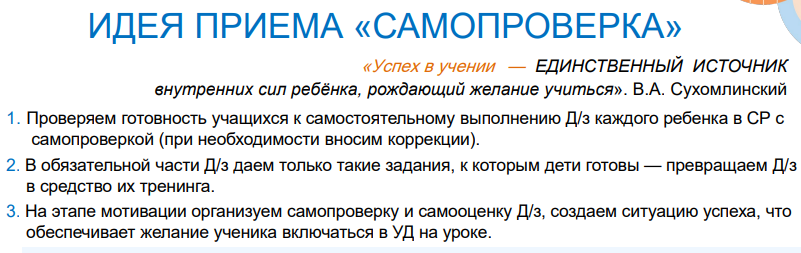 ИДЕЯ ПРИЕМА «САМОПРОВЕРКА»
«Успех в учении — ЕДИНСТВЕННЫЙ ИСТОЧНИК
внутренних сил ребёнка, рождающий желание учиться». В.А. Сухомлинский
1. Проверяем готовность учащихся к самостоятельному выполнению Д/з каждого ребенка в СР с
самопроверкой (при необходимости вносим коррекции).
2. В обязательной части Д/з даем только такие задания, к которым дети готовы — превращаем Д/з
в средство их тренинга.
3. На этапе мотивации организуем самопроверку и самооценку Д/з, создаем ситуацию успеха, что
обеспечивает желание ученика включаться в УД на уроке.